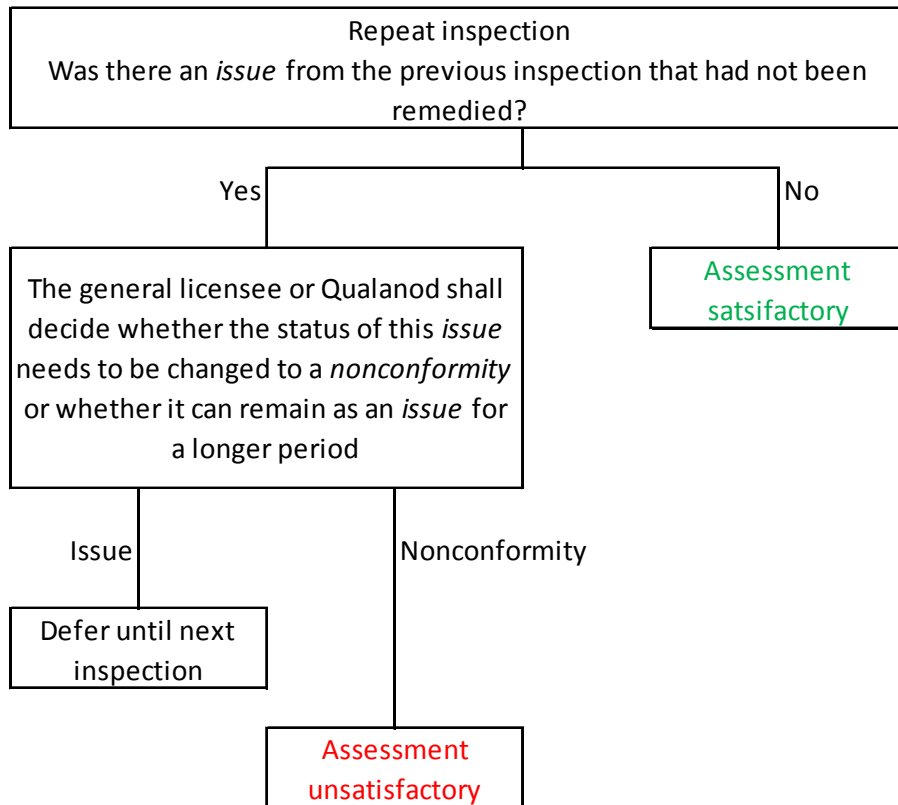 Repeat inspection
Was there an issue from the previous inspection that had not been
remedied?
Yes
No
The general licensee or Qualanod shall
decide whether the status of this issue
needs to be changed to a nonconformity
or whether it can remain as an issue for
a longer period
Assessment
satsifactory
Issue
Nonconformity
Defer until next
inspection
Assessment
unsatisfactory